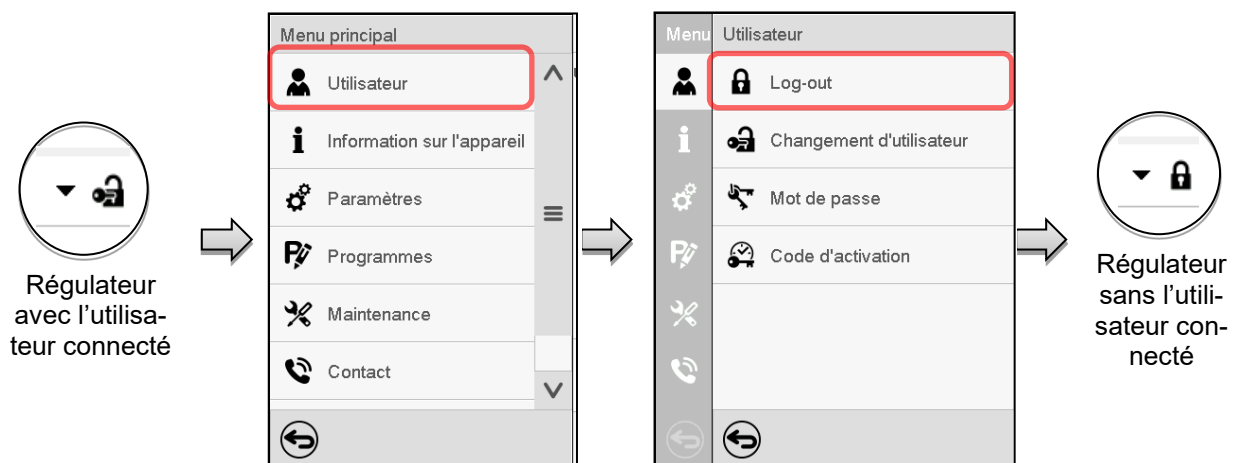 Régulateur
avec l’utilisa-
teur connecté
Menu principal
Utilisateur
Information sur l'appareil
Paramètres
Programmes
Maintenance
Contact
Menu
Utilisateur
Log-out
Changement d'utilisateur
Mot de passe
Code d'activation
Régulateur
sans l’utili-
sateur con-
necté